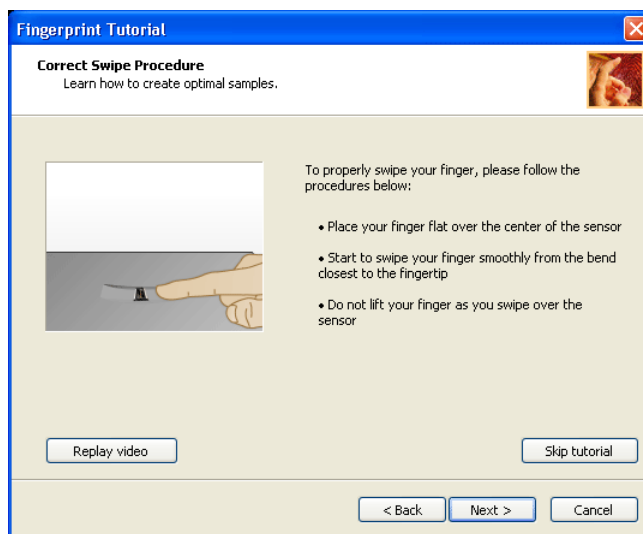 Fingerprint Tutorial
Correct Swipe Procedure
Learn how to create optimal samples.
To properly swipe your finger, please follow the
procedures below:
• Place your finger flat over the center of the sensor
• Start to swipe your finger smoothly from the bend
closest to the fingertip
• Do not lift your finger as you swipe over the
sensor
Replay video
Skip tutorial
< Back
Next >
Cancel